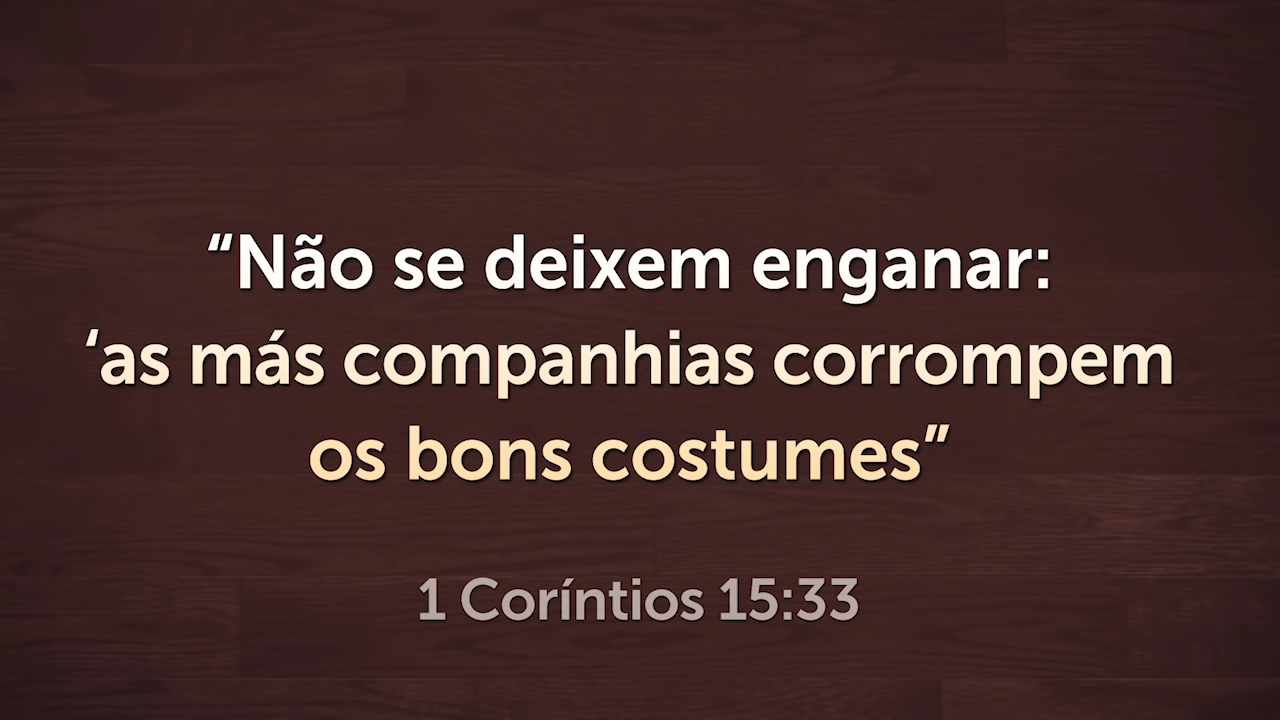 “Não se deixem enganar:
‘as más companhias corrompem
os bons costumes”
1 Coríntios 15:33